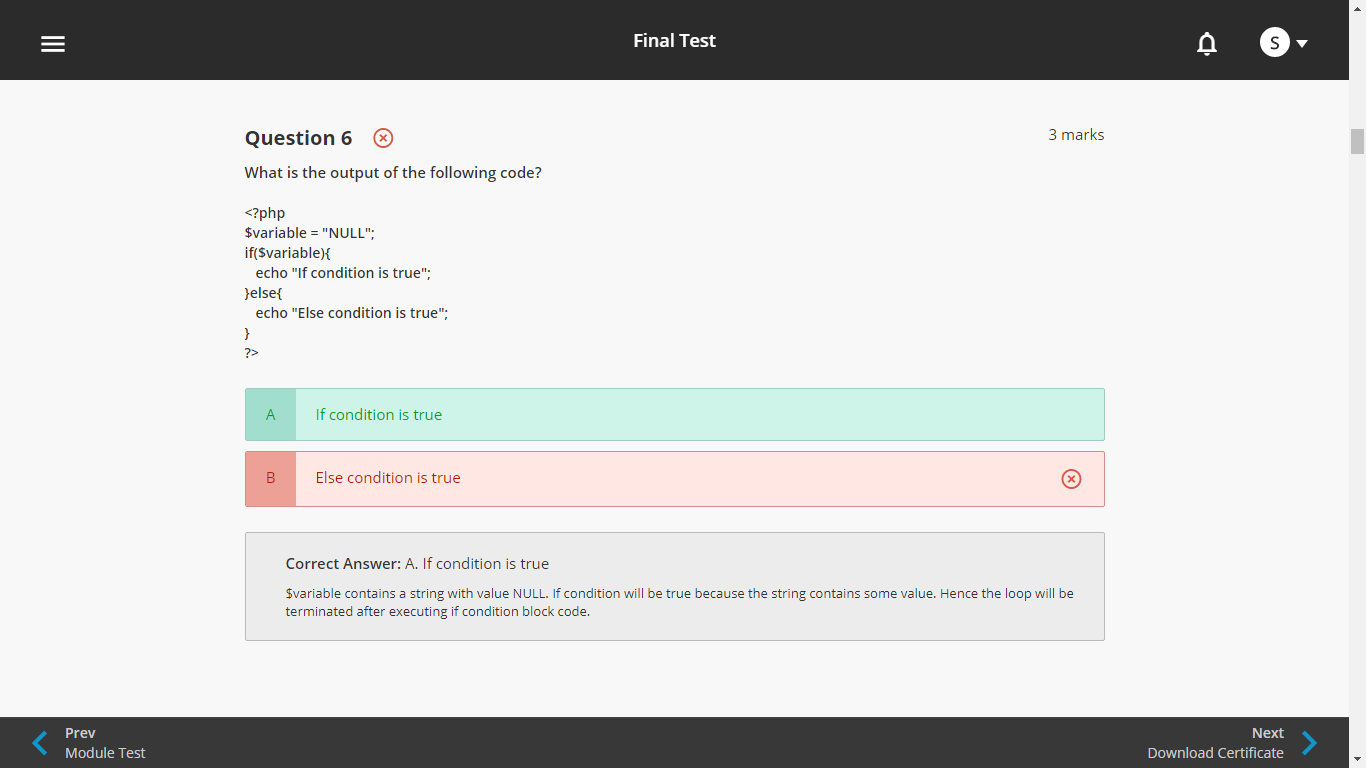 Final Test
S
Question 6
3 marks
What is the output of the following code?
<?php
$variable = "NULL";
if($variable){
echo "If condition is true";
}else{
echo "Else condition is true";
}
?>
A
If condition is true
B
Else condition is true
Correct Answer: A. If condition is true
$variable contains a string with value NULL. If condition will be true because the string contains some value. Hence the loop will be
terminated after executing if condition block code.
Prev
Module Test
Next
Download Certificate